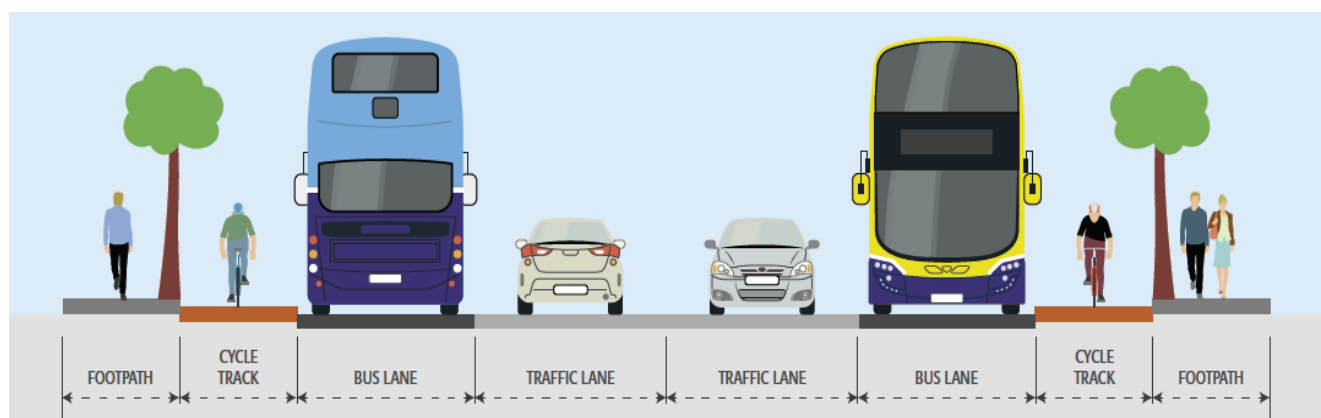 FOOTPATH
CYCLE
TRACK
BUS LANE
TRAFFIC LANE
TRAFFIC LANE
BUS LANE
CYCLE
TRACK
FOOTPATH